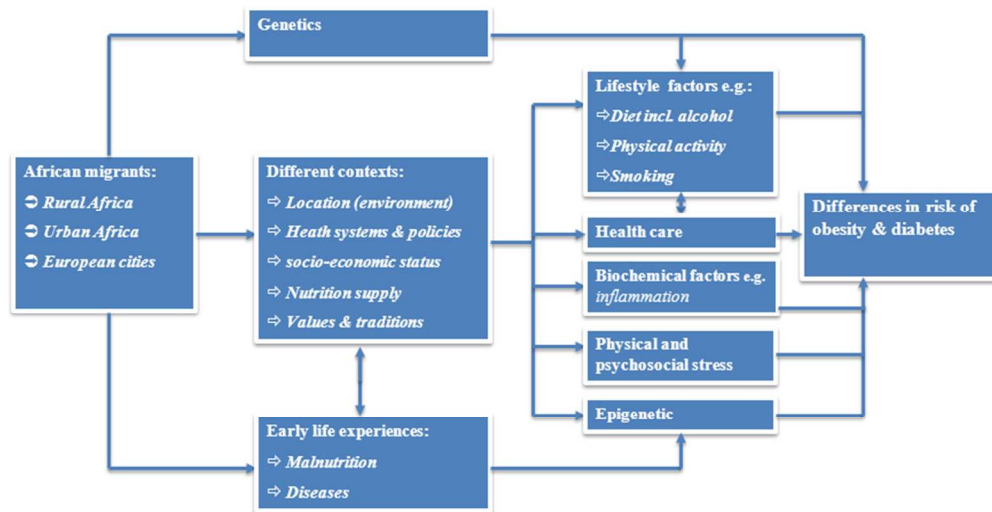 Genetics
African migrants:
➲ Rural Africa
➲ Urban Africa
➲ European cities
Different contexts:
⇨ Location (environment)
⇨ Heath systems & policies
⇨ socio-economic status
⇨ Nutrition supply
⇨ Values & traditions
Early life experiences:
⇨ Malnutrition
⇨ Diseases
Lifestyle factors e.g.:
⇨Diet incl. alcohol
⇨Physical activity
⇨Smoking
Health care
Biochemical factors e.g.
inflammation
Physical and
psychosocial stress
Epigenetic
Differences in risk of
obesity & diabetes